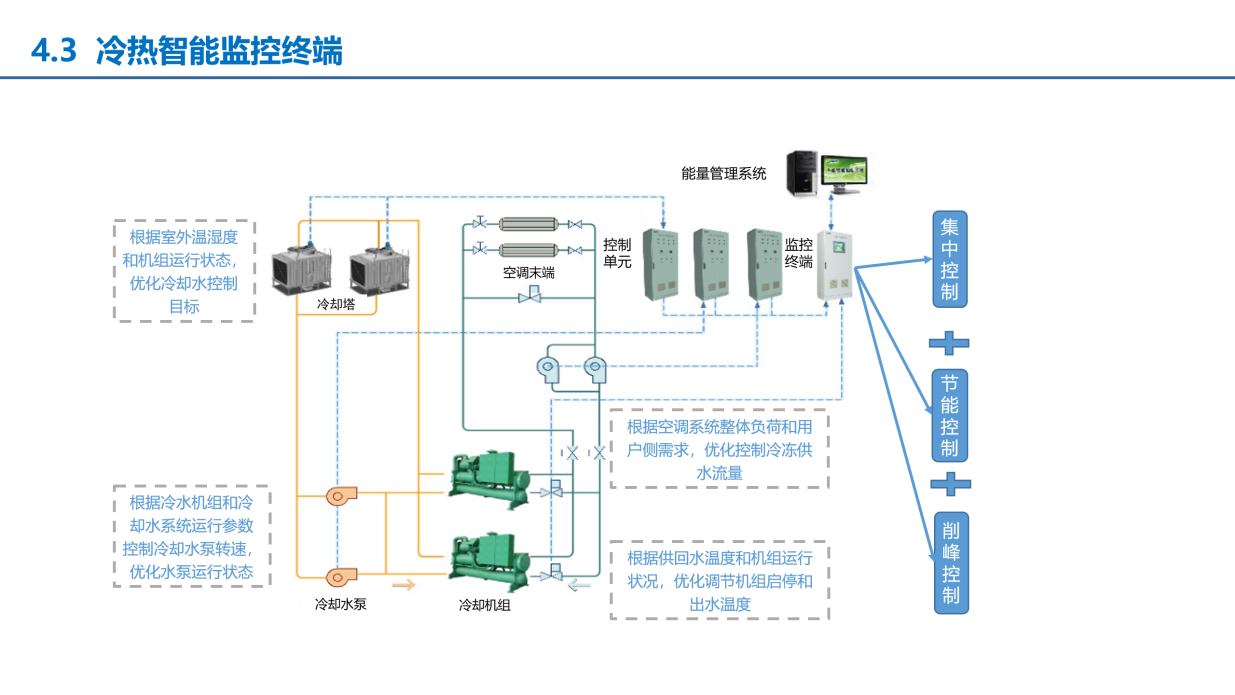 4.3 冷热智能监控终端
能量管理系统
根据室外温湿度
和机组运行状态，
优化冷却水控制
目标
冷却塔
空调末端
控制
单元
监控
终端
集
中
控
制
节
能
控
制
削
峰
控
制
根据空调系统整体负荷和用
户侧需求，优化控制冷冻供
水流量
根据冷水机组和冷
却水系统运行参数
控制冷却水泵转速，
优化水泵运行状态
根据供回水温度和机组运行
状况，优化调节机组启停和
出水温度
冷却水泵
冷却机组